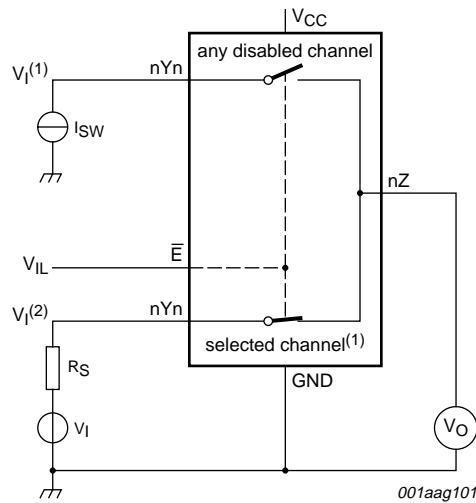 VCC
any disabled channel
VI(1)
nYn
ISW
nZ
VIL
E
VI(2)
nYn
selected channel(1)
RS
GND
VI
VO
001aag101